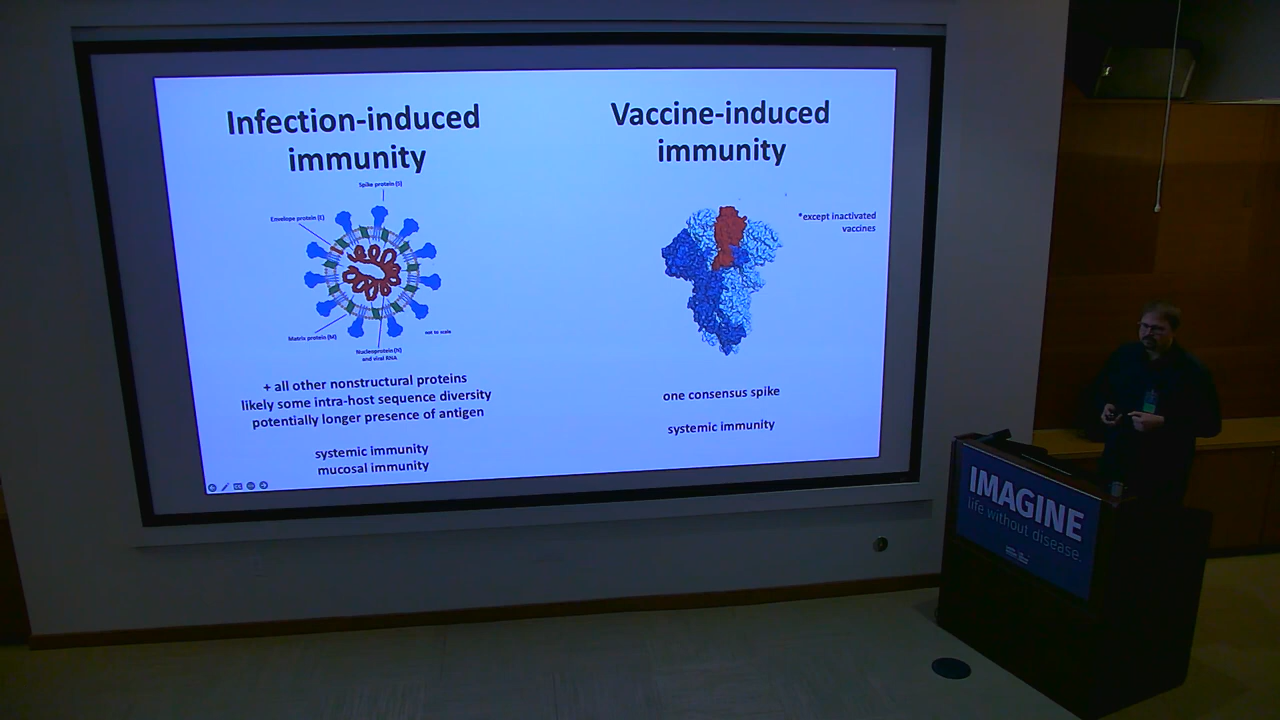 Infection-induced
immunity
Spike protein (S)
Envelope protein (E)
Matrix protein (M)
Nucleoprotein (N)
and viral RNA
not to scale
+ all other nonstructural proteins
likely some intra-host sequence diversity
potentially longer presence of antigen
systemic immunity
mucosal immunity
Vaccine-induced
immunity
*except inactivated
vaccines
one consensus spike
systemic immunity
IMAGINE
life without disease.